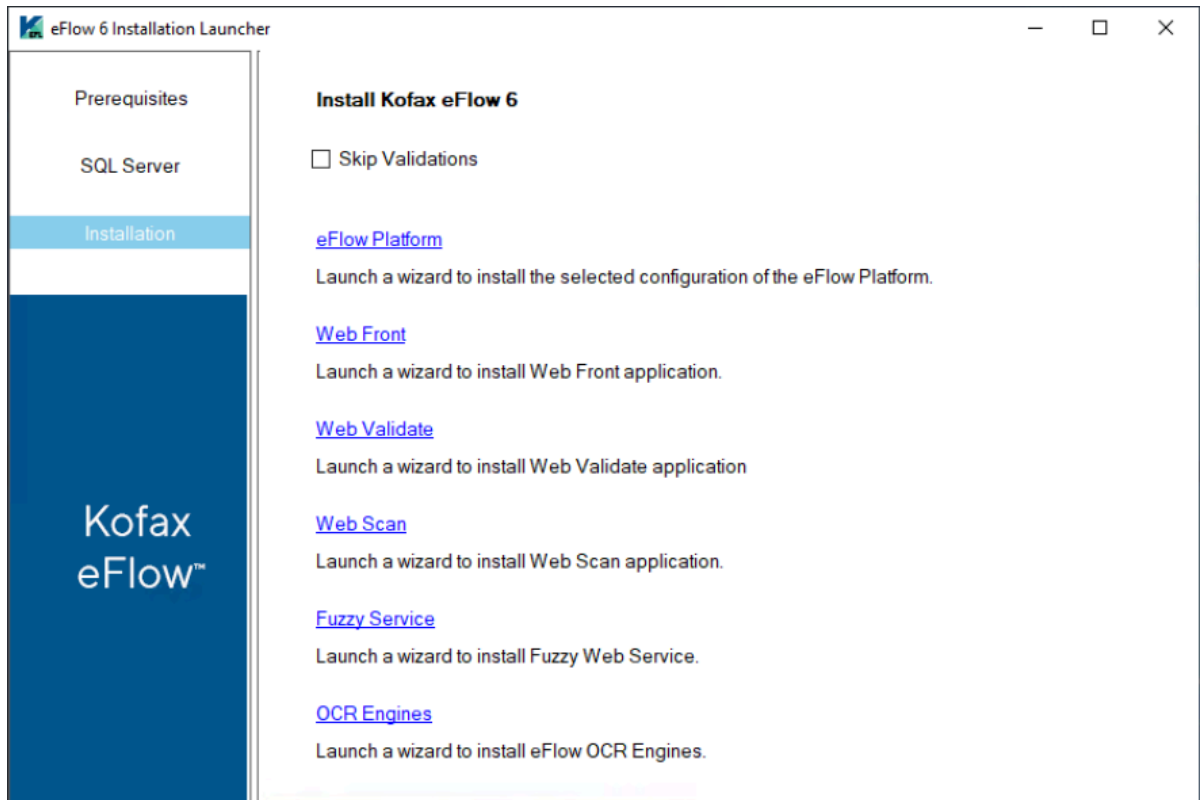 eFlow 6 Installation Launcher
Prerequisites
SQL Server
Installation
Kofax
eFlow™
Install Kofax eFlow 6
Skip Validations
eFlow Platform
Launch a wizard to install the selected configuration of the eFlow Platform.
Web Front
Launch a wizard to install Web Front application.
Web Validate
Launch a wizard to install Web Validate application
Web Scan
Launch a wizard to install Web Scan application.
Fuzzy Service
Launch a wizard to install Fuzzy Web Service.
OCR Engines
Launch a wizard to install eFlow OCR Engines.